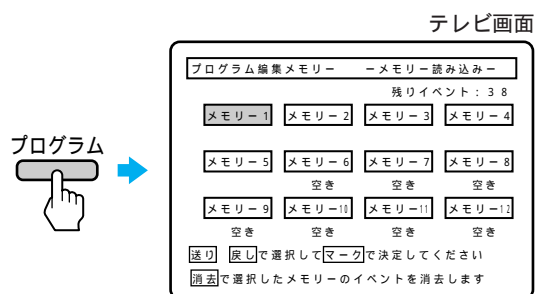 テレビ画面
プログラム編集メモリー －メモリー読み込み－
残りイベント：３８
メモリー1 メモリー2 メモリー3 メモリー4
プログラム
メモリー5 メモリー6 メモリー7 メモリー8
空き 空き 空き
メモリー9 メモリー10 メモリー11 メモリー12
空き 空き 空き 空き
送り 戻しで選択してマークで決定してください
消去で選択したメモリーのイベントを消去します